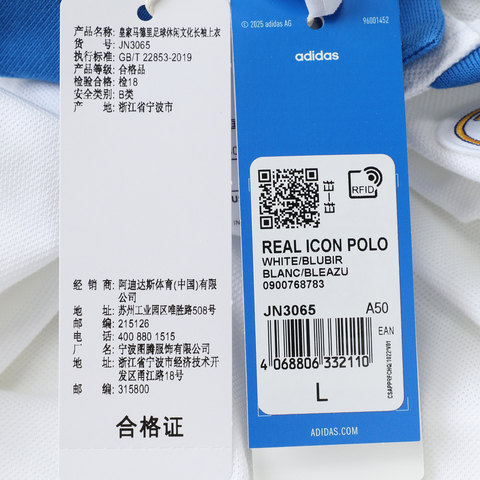 产品名称: 皇家马德里足球休闲文化长袖上衣
货 号: JN3065
执行标准: GB/T 22853-2019
产品等级: 合格品
检验合格: 检18
安全类别: B类
产 地: 浙江省宁波市
经 销 商: 阿迪达斯体育(中国)有限
公司
地 址: 苏州工业园区唯胜路508号
邮 编: 215126
电 话: 400 880 1515
厂 名: 宁波图腾服饰有限公司
地 址: 浙江省宁波市经济技术开
发区甬江路18号
邮 编: 315800
合格证
© 2025 adidas AG
96001452
adidas
RFID
REAL ICON POLO
WHITE/BLUBIR
BLANC/BLEAZU
0900768783
JN3065 A50
EAN
4 068806 332110
L
ADIDAS.COM